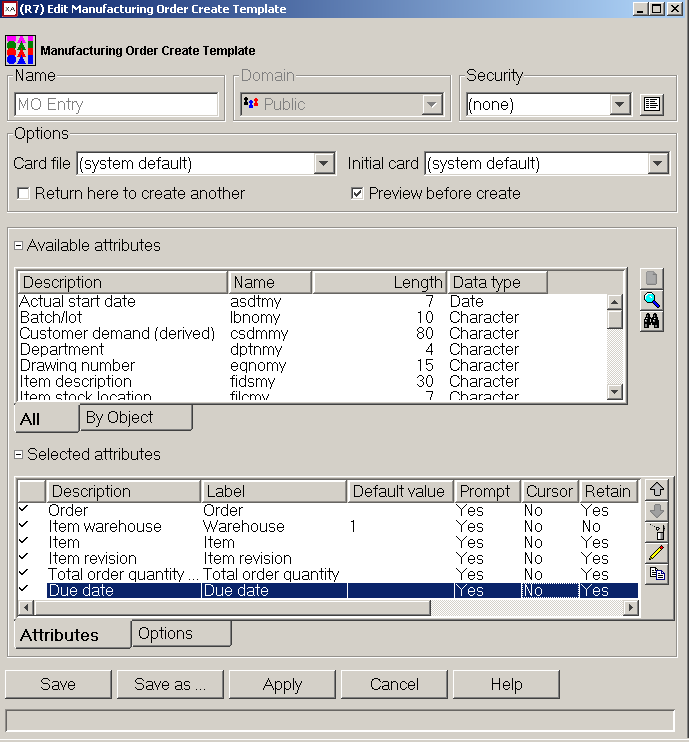 XA (R7) Edit Manufacturing Order Create Template
Manufacturing Order Create Template
Name Domain Security
MO Entry Public (none)
Options
Card file (system default) Initial card (system default)
Return here to create another Preview before create
Available attributes
Description Name Length Data type
Actual start date asdtmy 7 Date
Batch/lot lbnomy 10 Character
Customer demand (derived) csdmmy 80 Character
Department dptnmy 4 Character
Drawing number eqnomy 15 Character
Item description fidsmy 30 Character
Item stock location filcmy 7 Character
All By Object
Selected attributes
Description Label Default value Prompt Cursor Retain
Order Order Yes No Yes
Item warehouse Warehouse 1 Yes No No
Item Item Yes No Yes
Item revision Item revision Yes No Yes
Total order quantity ... Total order quantity Yes No Yes
Due date Due date Yes No Yes
Attributes Options
Save Save as ... Apply Cancel Help